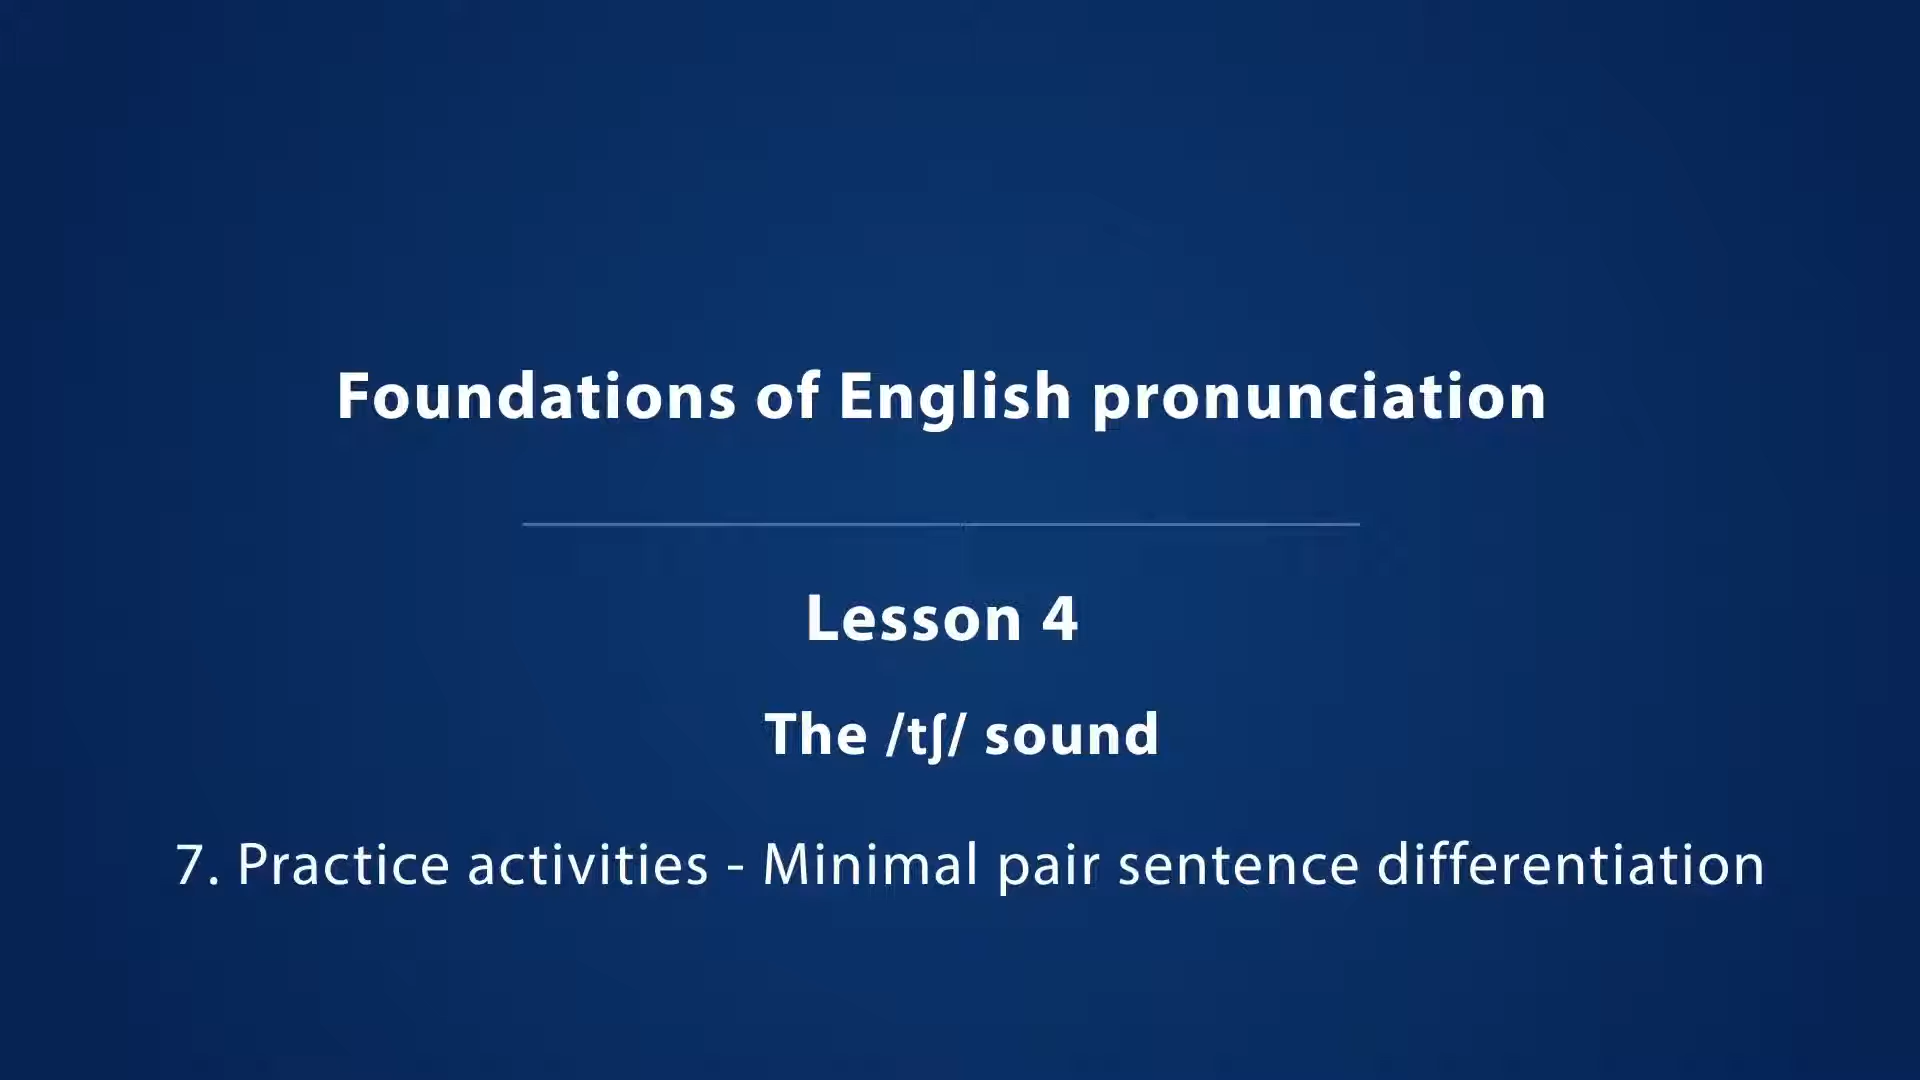 Foundations of English pronunciation
Lesson 4
The /tʃ/ sound
7. Practice activities - Minimal pair sentence differentiation